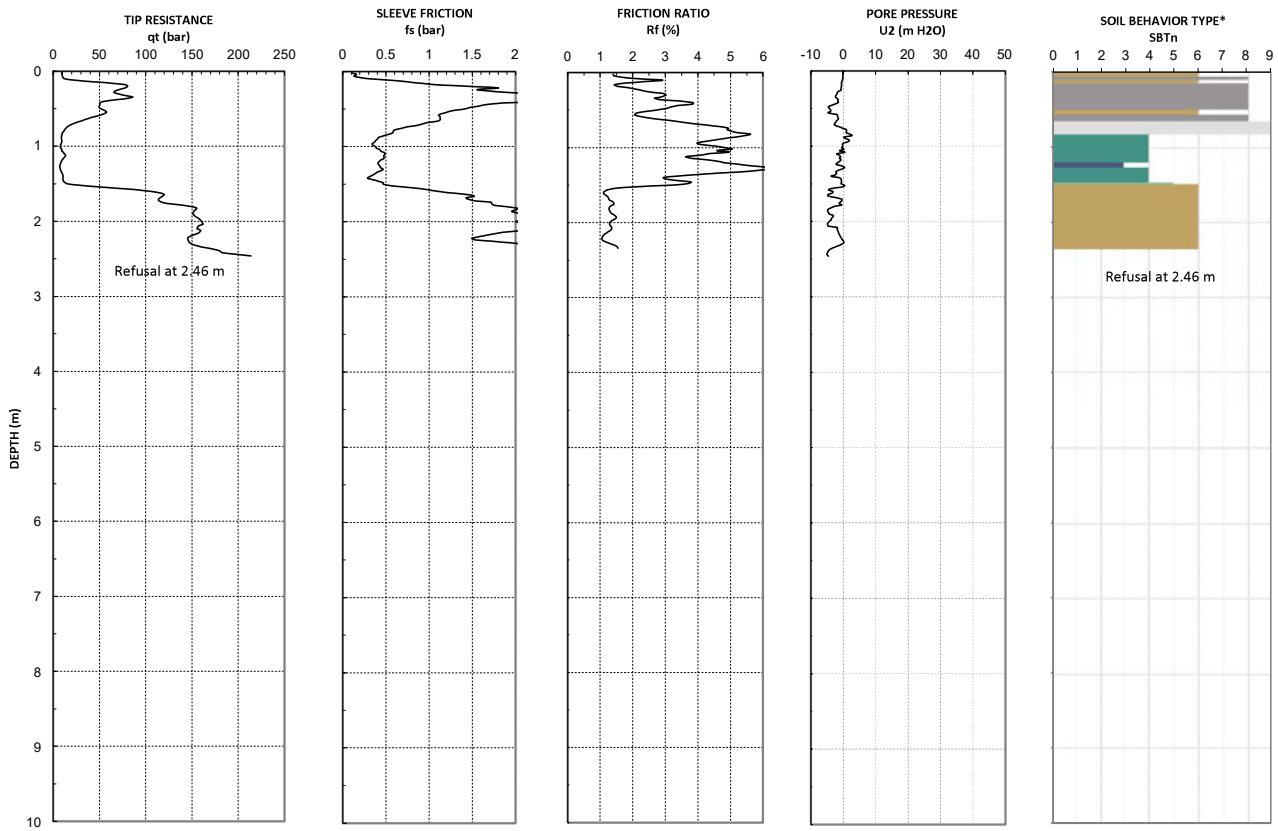 TIP RESISTANCE
qt (bar)
SLEEVE FRICTION
fs (bar)
FRICTION RATIO
Rf (%)
PORE PRESSURE
U2 (m H2O)
SOIL BEHAVIOR TYPE*
SBTn
0 50 100 150 200 250
0 0.5 1 1.5 2
0 1 2 3 4 5 6
-10 0 10 20 30 40 50
0 1 2 3 4 5 6 7 8 9
0
1
2
3
4
5
6
7
8
9
10
DEPTH (m)
Refusal at 2.46 m
Refusal at 2.46 m